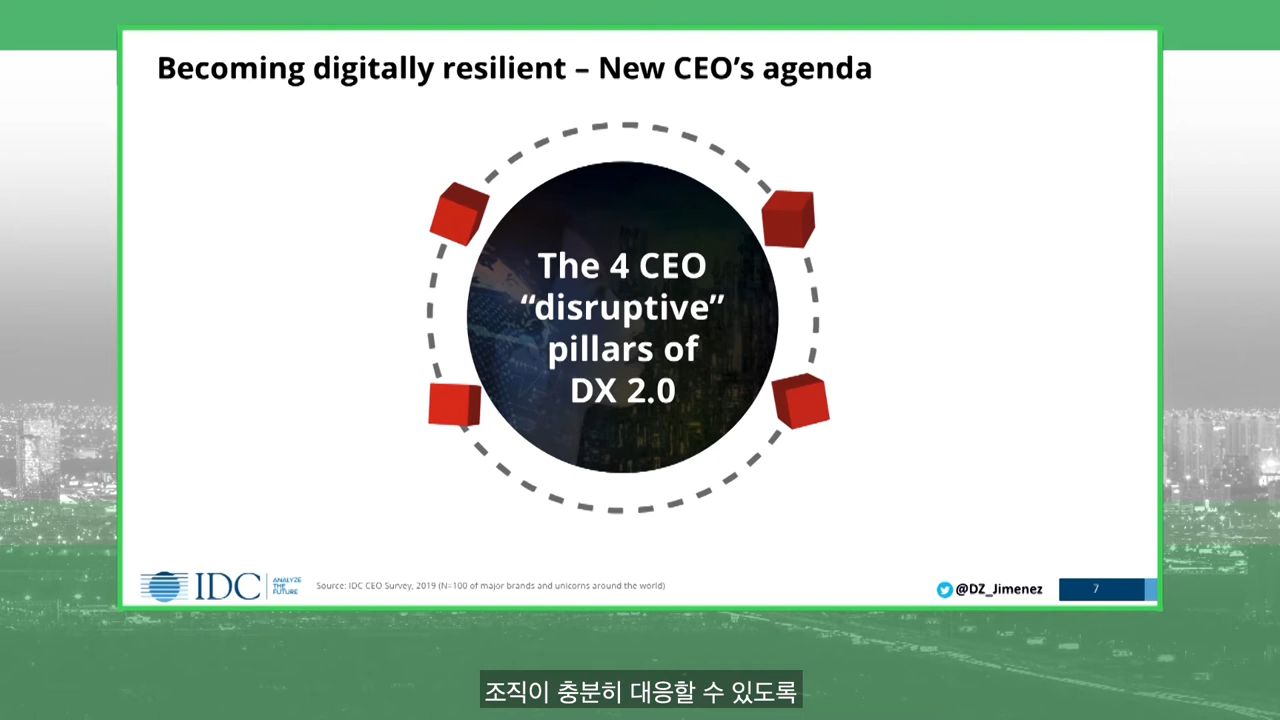 Becoming digitally resilient – New CEO’s agenda
The 4 CEO
“disruptive”
pillars of
DX 2.0
IDC
ANALYZE
THE
FUTURE
Source: IDC CEO Survey, 2019 (N=100 of major brands and unicorns around the world)
@DZ_Jimenez
7
조직이 충분히 대응할 수 있도록